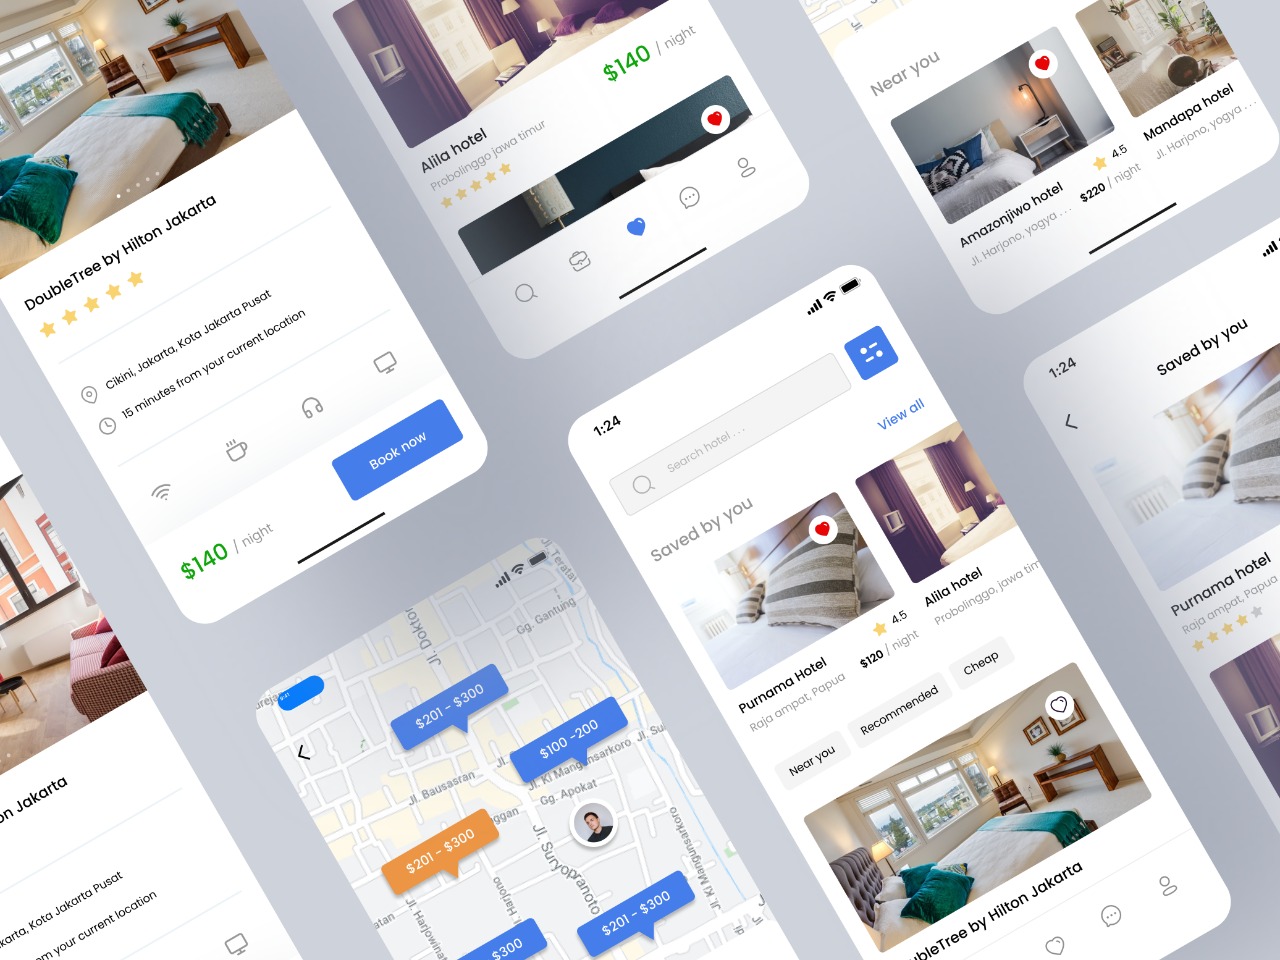 DoubleTree by Hilton Jakarta
Cikini, Jakarta, Kota Jakarta Pusat
15 minutes from your current location
$140 / night
Book now
$140 / night
Alila hotel
Probolinggo jawa timur
Near you
Amazonjiwo hotel
4.5
Jl. Harjono, yogya . . .
$220 / night
Mandapa hotel
Jl. Harjono, yogya . . .
1:24
Search hotel . . .
View all
Saved by you
Purnama Hotel
4.5
Raja ampat, Papua
$120 / night
Alila hotel
Probolinggo, jawa tim
Near you
Recommended
Cheap
ubleTree by Hilton Jakarta
1:24
Saved by you
Purnama hotel
Raja ampat, Papua
on Jakarta
karta, Kota Jakarta Pusat
om your current location
Jl. Doktor
Gg. Gantung
Teratai
$201 - $300
$100 -200
Jl. Bausasran
Jl. Ki Mangunsarkoro
Jl. Su
Gg. Apokat
ggan
$201 - $300
Jl. Suryopranoto
Jl. Ki Mangunsarkoro
Jl. Harjowinat
Jl. Harjono
atan
$201 - $300
$300